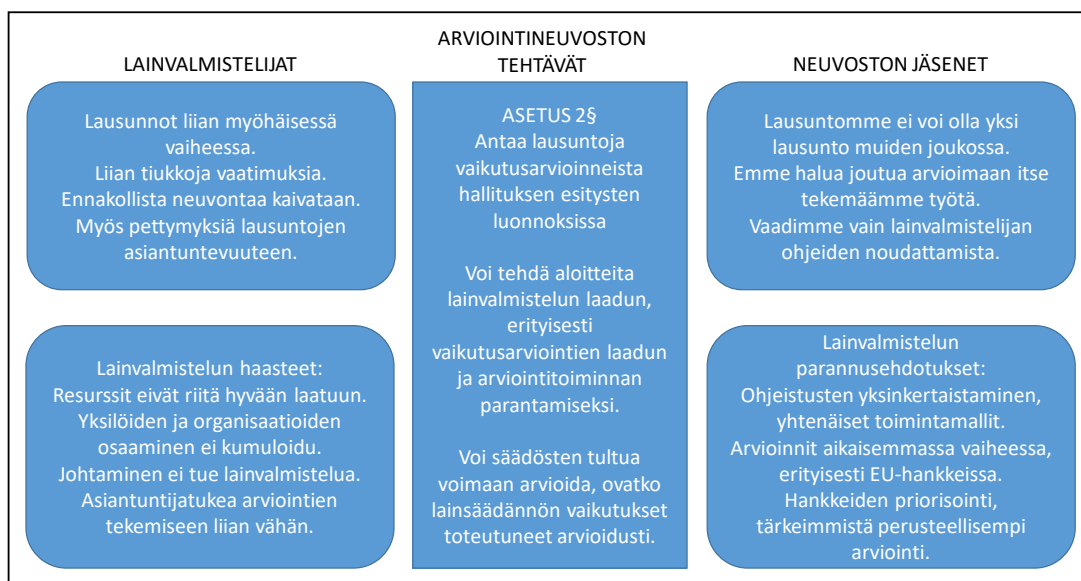 LAINVALMISTELIJAT
Lausunnot liian myöhäisessä
vaiheessa.
Liian tiukkoja vaatimuksia.
Ennakollista neuvontaa kaivataan.
Myös pettymyksiä lausuntojen
asiantuntevuuteen.
Lainvalmistelun haasteet:
Resurssit eivät riitä hyvään laatuun.
Yksilöiden ja organisaatioiden
osaaminen ei kumuloidu.
Johtaminen ei tue lainvalmistelua.
Asiantuntijatukea arviointien
tekemiseen liian vähän.
ARVIOINTINEUVOSTON
TEHTÄVÄT
ASETUS 2§
Antaa lausuntoja
vaikutusarvioinneista
hallituksen esitysten
luonnoksissa
Voi tehdä aloitteita
lainvalmistelun laadun,
erityisesti
vaikutusarviointien laadun
ja arviointitoiminnan
parantamiseksi.
Voi säädösten tultua
voimaan arvioida, ovatko
lainsäädännön vaikutukset
toteutuneet arvioidusti.
NEUVOSTON JÄSENET
Lausuntomme ei voi olla yksi
lausunto muiden joukossa.
Emme halua joutua arvioimaan itse
tekemäämme työtä.
Vaadimme vain lainvalmistelijan
ohjeiden noudattamista.
Lainvalmistelun
parannusehdotukset:
Ohjeistusten yksinkertaistaminen,
yhtenäiset toimintamallit.
Arvioinnit aikaisemmassa vaiheessa,
erityisesti EU-hankkeissa.
Hankkeiden priorisointi,
tärkeimmistä perusteellisempi
arviointi.